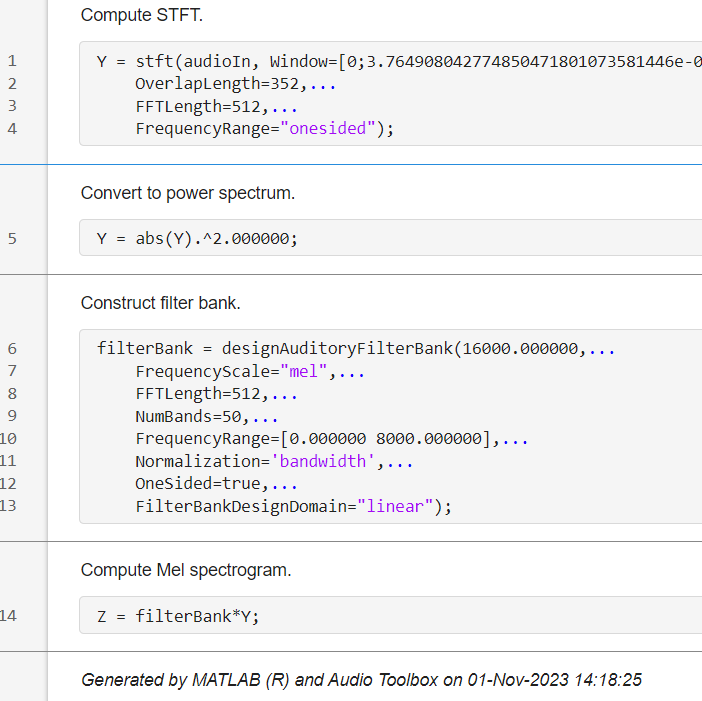 Compute STFT.
1 Y = stft(audioIn, Window=[0;3.764908042774850471801073581446e-0
2 OverlapLength=352,...
3 FFTLength=512,...
4 FrequencyRange="onesided");
Convert to power spectrum.
5 Y = abs(Y).^2.000000;
Construct filter bank.
6 filterBank = designAuditoryFilterBank(16000.000000,...
7 FrequencyScale="mel",...
8 FFTLength=512,...
9 NumBands=50,...
10 FrequencyRange=[0.000000 8000.000000],...
11 Normalization='bandwidth',...
12 OneSided=true,...
13 FilterBankDesignDomain="linear");
Compute Mel spectrogram.
14 Z = filterBank*Y;
Generated by MATLAB (R) and Audio Toolbox on 01-Nov-2023 14:18:25